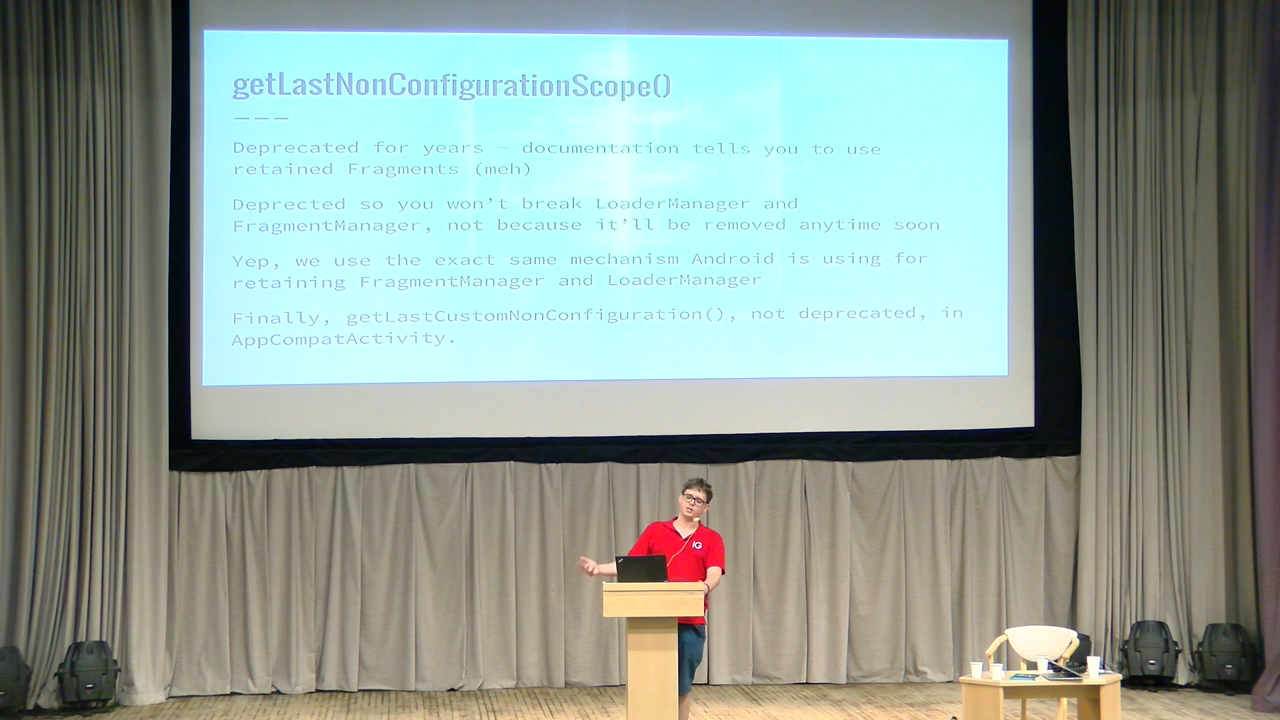 getLastNonConfigurationScope()
———
Deprecated for years - documentation tells you to use
retained Fragments (meh)
Deprected so you won't break LoaderManager and
FragmentManager, not because it'll be removed anytime soon
Yep, we use the exact same mechanism Android is using for
retaining FragmentManager and LoaderManager
Finally, getLastCustomNonConfiguration(), not deprecated, in
AppCompatActivity.
IG